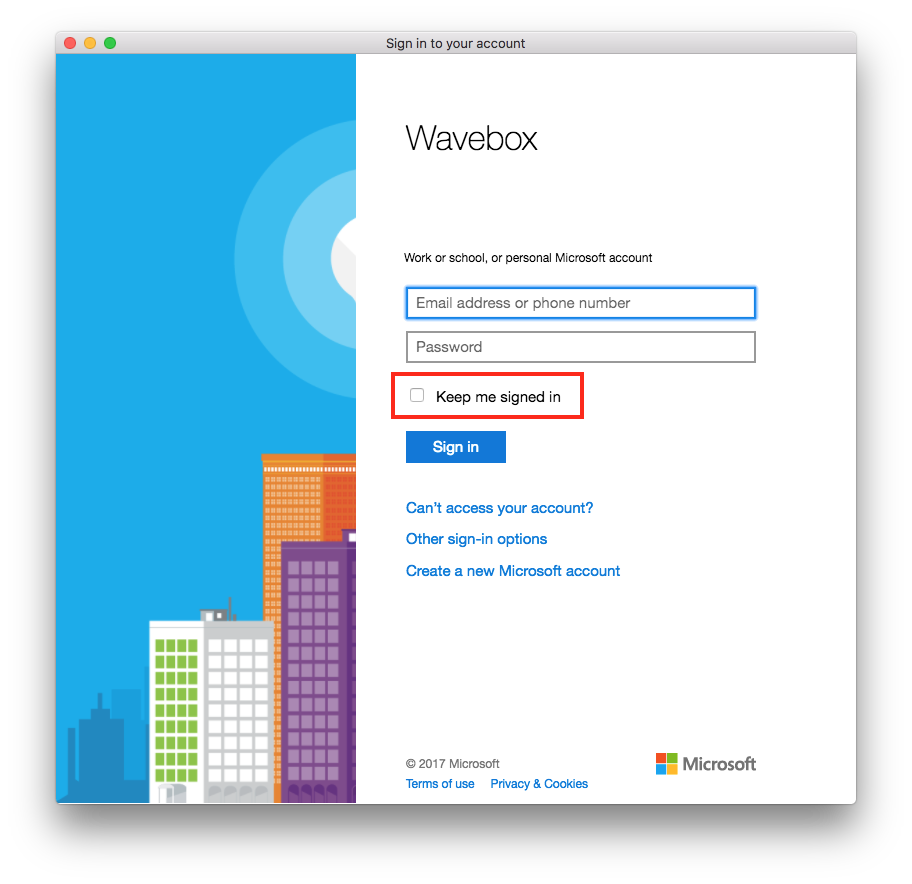 Sign in to your account
Wavebox
Work or school, or personal Microsoft account
Email address or phone number
Password
Keep me signed in
Sign in
Can't access your account?
Other sign-in options
Create a new Microsoft account
© 2017 Microsoft
Terms of use Privacy & Cookies
Microsoft